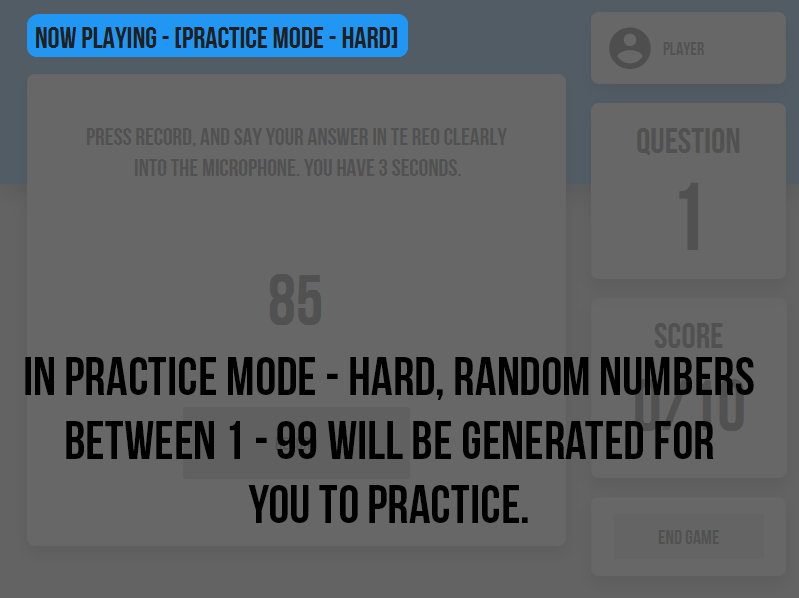 NOW PLAYING - [PRACTICE MODE - HARD]
PLAYER
PRESS RECORD, AND SAY YOUR ANSWER IN TE REO CLEARLY
INTO THE MICROPHONE. YOU HAVE 3 SECONDS.
QUESTION
1
85
SCORE
0/10
IN PRACTICE MODE - HARD, RANDOM NUMBERS
BETWEEN 1 - 99 WILL BE GENERATED FOR
YOU TO PRACTICE.
END GAME